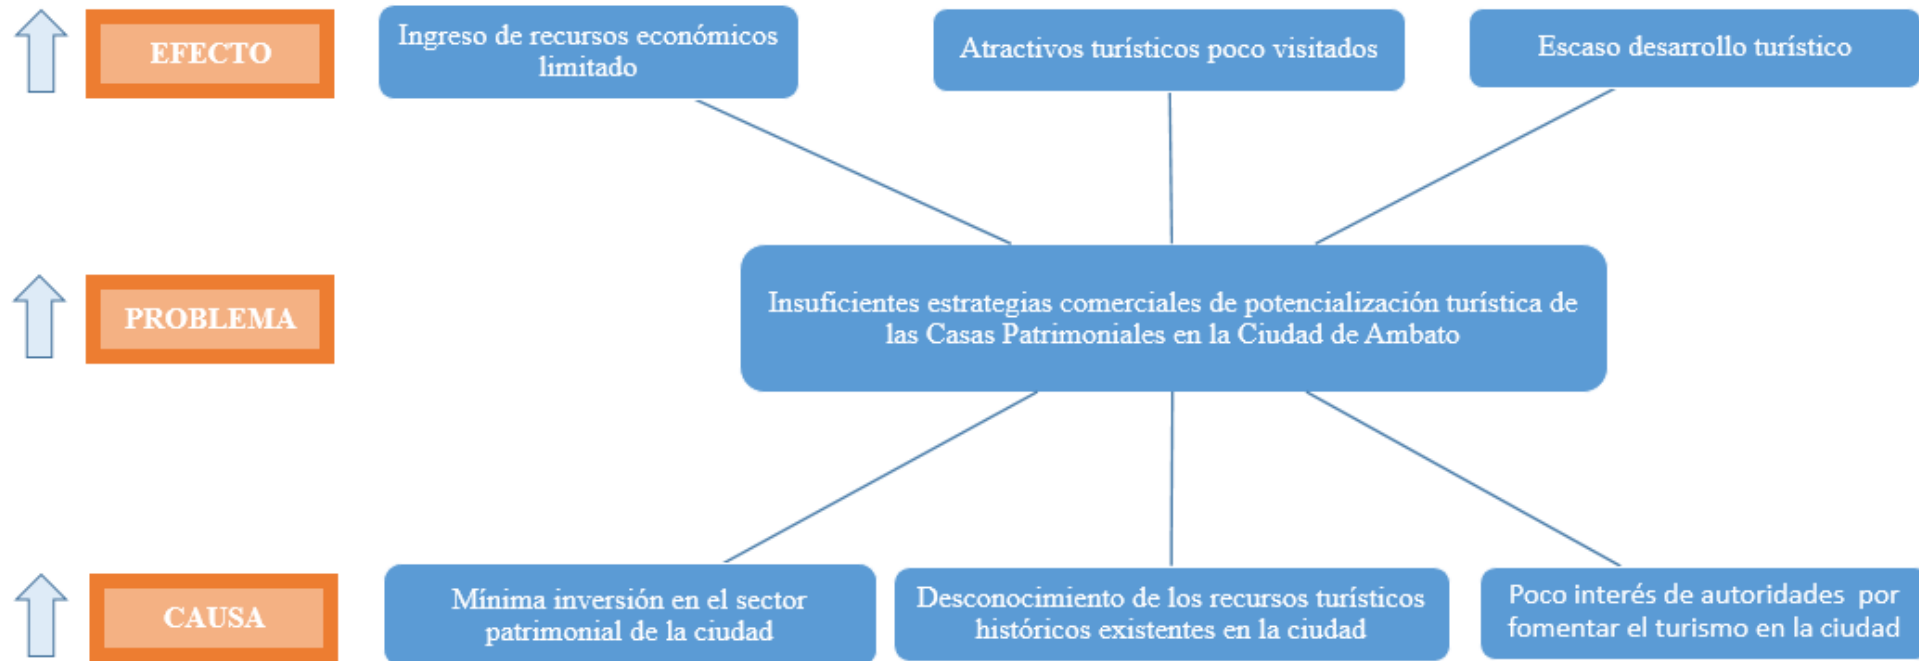 EFECTO
Ingreso de recursos económicos
limitado
Atractivos turísticos poco visitados
Escaso desarrollo turístico
PROBLEMA
Insuficientes estrategias comerciales de potencialización turística de
las Casas Patrimoniales en la Ciudad de Ambato
CAUSA
Mínima inversión en el sector
patrimonial de la ciudad
Desconocimiento de los recursos turísticos
históricos existentes en la ciudad
Poco interés de autoridades por
fomentar el turismo en la ciudad